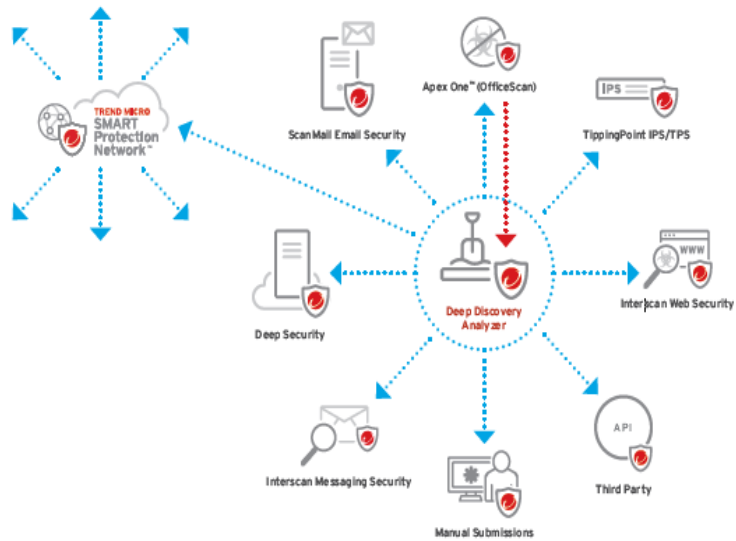 TREND MICRO
SMART
Protection
Network™
ScanMail Email Security
Apex One™ (OfficeScan)
IPS
TippingPoint IPS/TPS
Deep Security
Deep Discovery
Analyzer
WWW
Interscan Web Security
Interscan Messaging Security
Manual Submissions
API
Third Party